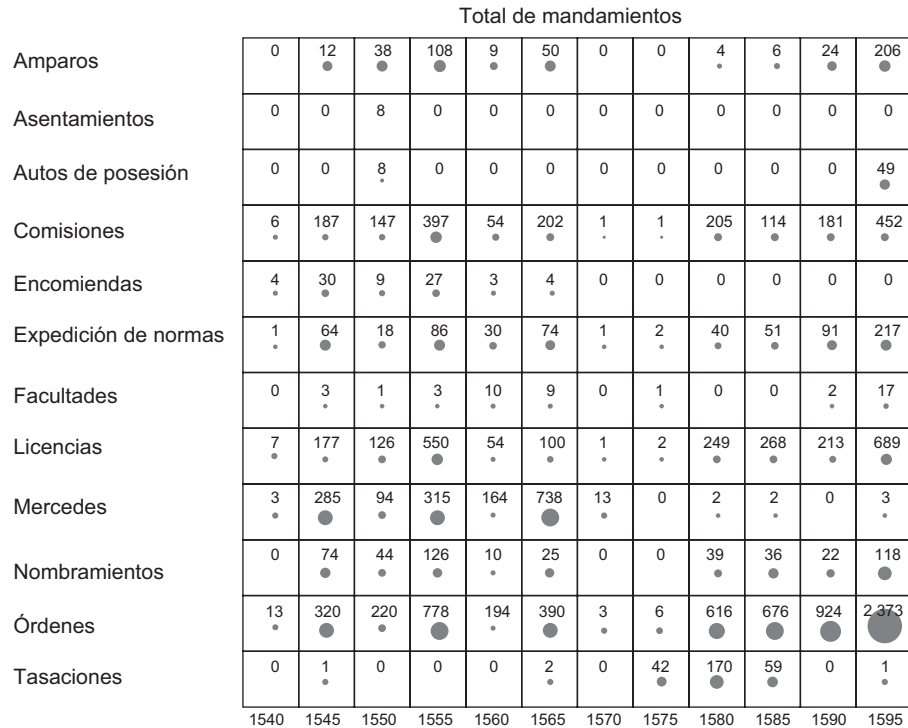 Total de mandamientos
Amparos 0 12 38 108 9 50 0 0 4 6 24 206
Asentamientos 0 0 8 0 0 0 0 0 0 0 0 0
Autos de posesión 0 0 8 0 0 0 0 0 0 0 0 49
Comisiones 6 187 147 397 54 202 1 1 205 114 181 452
Encomiendas 4 30 9 27 3 4 0 0 0 0 0 0
Expedición de normas 1 64 18 86 30 74 1 2 40 51 91 217
Facultades 0 3 1 3 10 9 0 1 0 0 2 17
Licencias 7 177 126 550 54 100 1 2 249 268 213 689
Mercedes 3 285 94 315 164 738 13 0 2 2 0 3
Nombramientos 0 74 44 126 10 25 0 0 39 36 22 118
Órdenes 13 320 220 778 194 390 3 6 616 676 924 2 373
Tasaciones 0 1 0 0 0 2 0 42 170 59 0 1
1540 1545 1550 1555 1560 1565 1570 1575 1580 1585 1590 1595